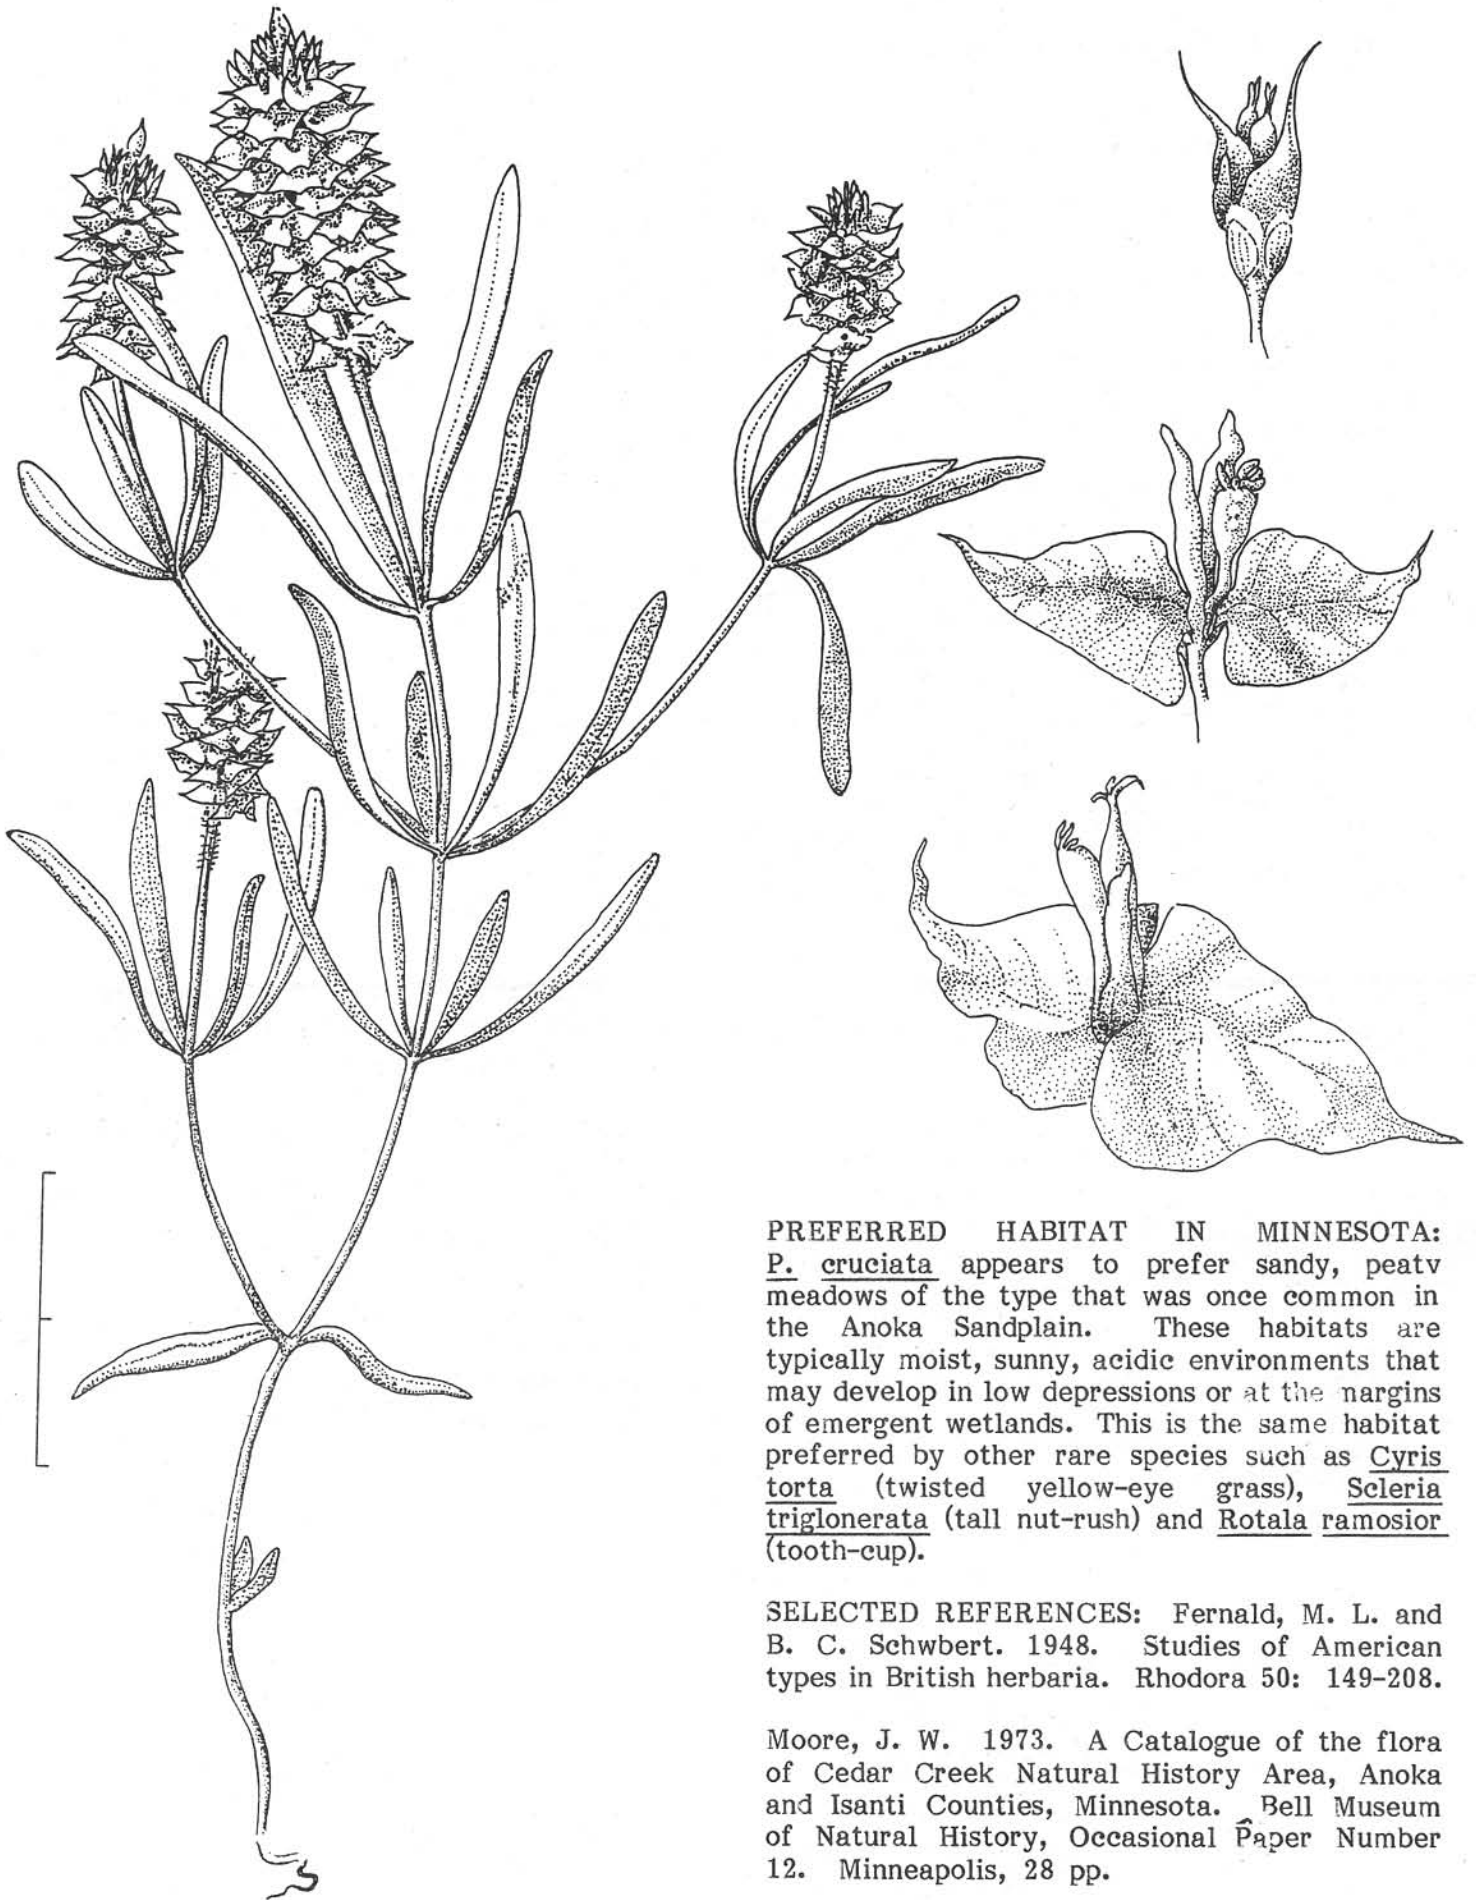 PREFERRED HABITAT IN MINNESOTA:
P. cruciata appears to prefer sandy, peatv
meadows of the type that was once common in
the Anoka Sandplain. These habitats are
typically moist, sunny, acidic environments that
may develop in low depressions or at the nargins
of emergent wetlands. This is the same habitat
preferred by other rare species such as Cyris
torta (twisted yellow-eye grass), Scleria
triglonerata (tall nut-rush) and Rotala ramosior
(tooth-cup).
SELECTED REFERENCES: Fernald, M. L. and
B. C. Schwbert. 1948. Studies of American
types in British herbaria. Rhodora 50: 149-208.
Moore, J. W. 1973. A Catalogue of the flora
of Cedar Creek Natural History Area, Anoka
and Isanti Counties, Minnesota. Bell Museum
of Natural History, Occasional Paper Number
12. Minneapolis, 28 pp.